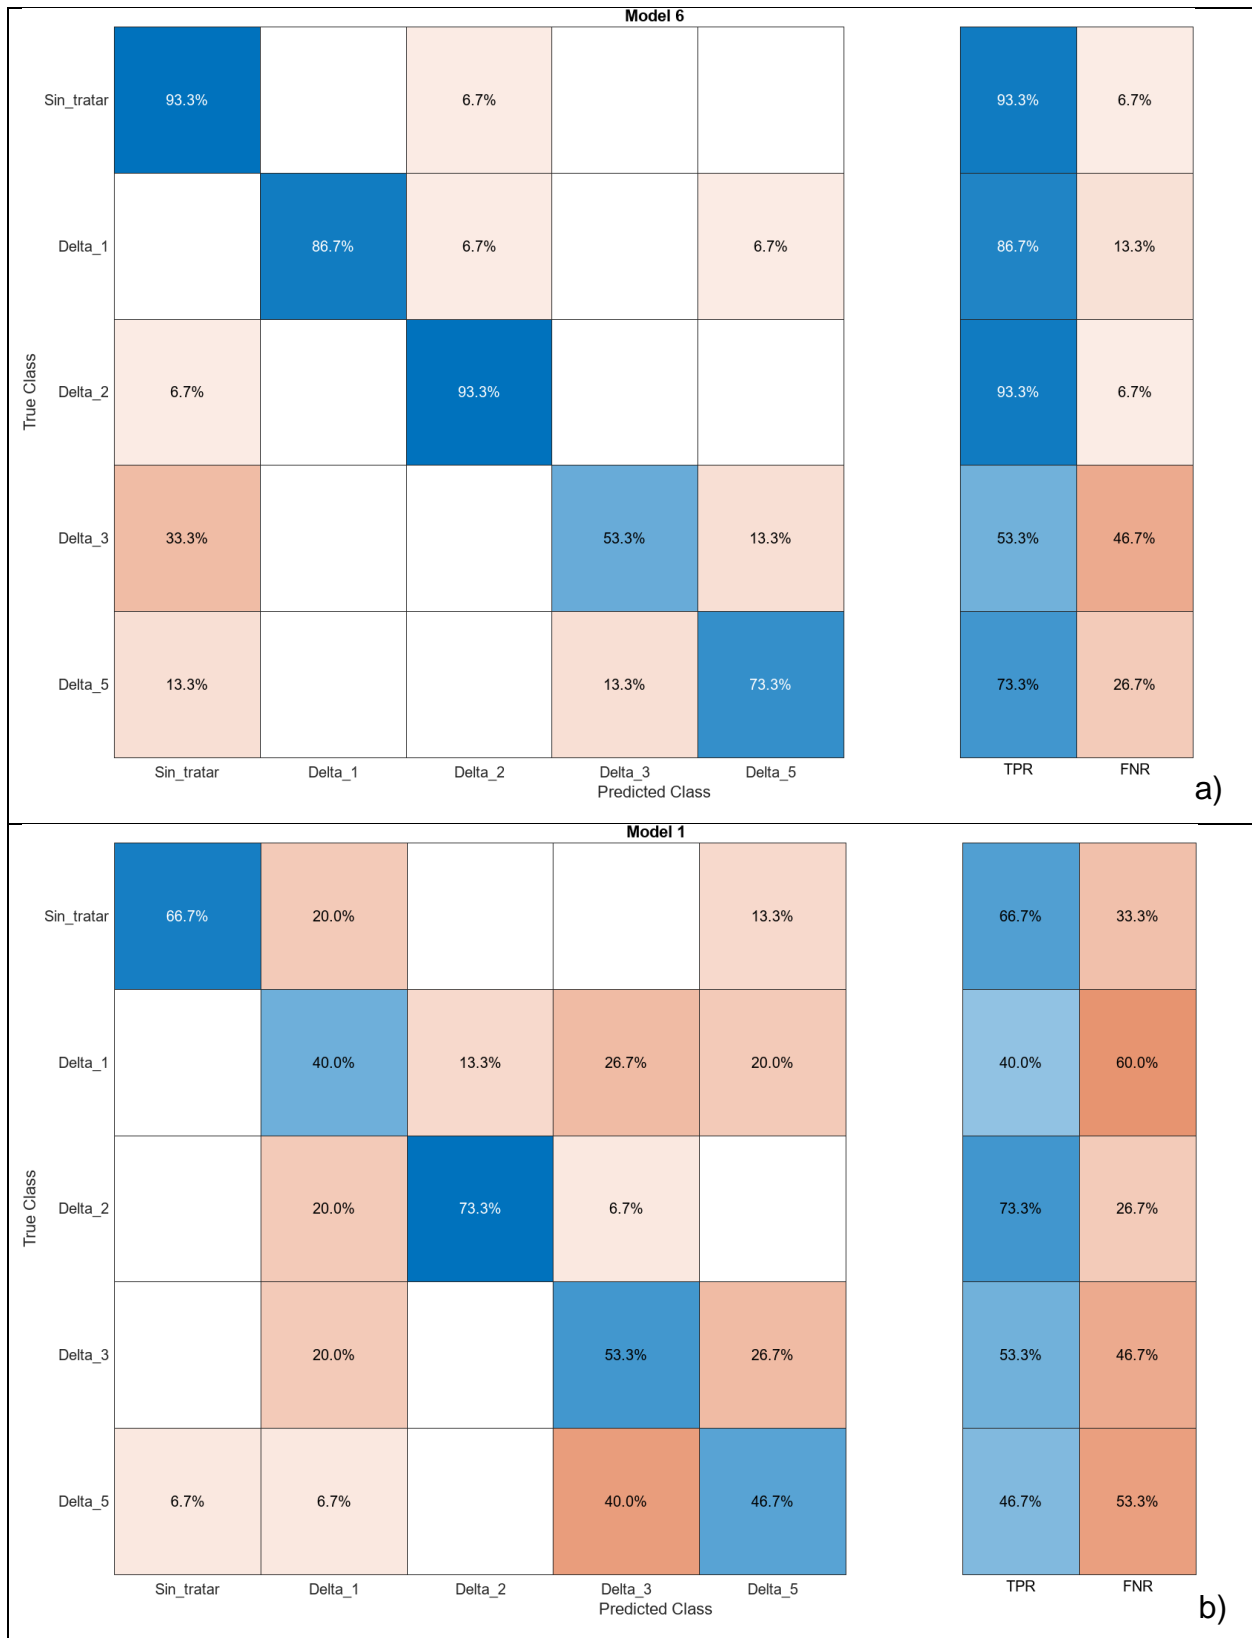 Model 6
Sin_tratar 93.3% 6.7% 93.3% 6.7%
Delta_1 86.7% 6.7% 6.7% 86.7% 13.3%
Delta_2 6.7% 93.3% 93.3% 6.7%
Delta_3 33.3% 53.3% 13.3% 53.3% 46.7%
Delta_5 13.3% 13.3% 73.3% 73.3% 26.7%
True Class
Sin_tratar Delta_1 Delta_2 Delta_3 Delta_5 TPR FNR
Predicted Class
a)
Model 1
Sin_tratar 66.7% 20.0% 13.3% 66.7% 33.3%
Delta_1 40.0% 13.3% 26.7% 20.0% 40.0% 60.0%
Delta_2 20.0% 73.3% 6.7% 73.3% 26.7%
Delta_3 20.0% 53.3% 26.7% 53.3% 46.7%
Delta_5 6.7% 6.7% 40.0% 46.7% 46.7% 53.3%
True Class
Sin_tratar Delta_1 Delta_2 Delta_3 Delta_5 TPR FNR
Predicted Class
b)